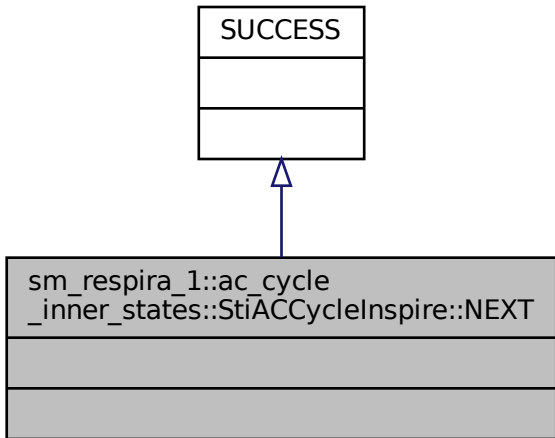 SUCCESS
sm_respira_1::ac_cycle
_inner_states::StiACCycleInspire::NEXT